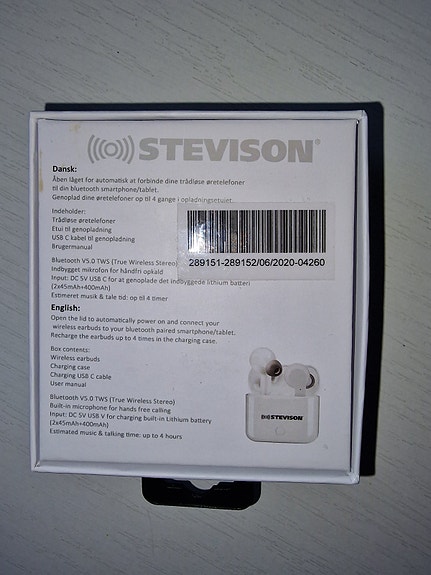 STEVISON®
Dansk:
Åben låget for automatisk at forbinde dine trådløse øretelefoner
til din bluetooth smartphone/tablet.
Genoplad dine øretelefoner op til 4 gange i opladningsetuiet.
Indeholder:
Trådløse øretelefoner
Etui til genopladning
USB C kabel til genopladning
Brugermanual
289151-289152/06/2020-04260
Bluetooth V5.0 TWS (True Wireless Stereo)
Indbygget mikrofon for håndfri opkald
Input: DC 5V USB C for at genoplade det indbyggede lithium batteri
(2x45mAh+400mAh)
Estimeret musik & tale tid: op til 4 timer
English:
Open the lid to automatically power on and connect your
wireless earbuds to your bluetooth paired smartphone/tablet.
Recharge the earbuds up to 4 times in the charging case.
Box contents:
Wireless earbuds
Charging case
Charging USB C cable
User manual
Bluetooth V5.0 TWS (True Wireless Stereo)
Built-in microphone for hands free calling
Input: DC 5V USB V for charging built-in Lithium battery
(2x45mAh+400mAh)
Estimated music & talking time: up to 4 hours
STEVISON